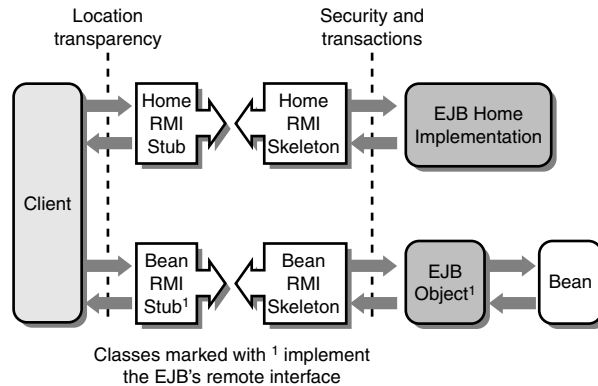 Location
transparency
Security and
transactions
Client
Home
RMI
Stub
Home
RMI
Skeleton
EJB Home
Implementation
Bean
RMI
Stub¹
Bean
RMI
Skeleton
EJB
Object¹
Bean
Classes marked with ¹ implement
the EJB's remote interface